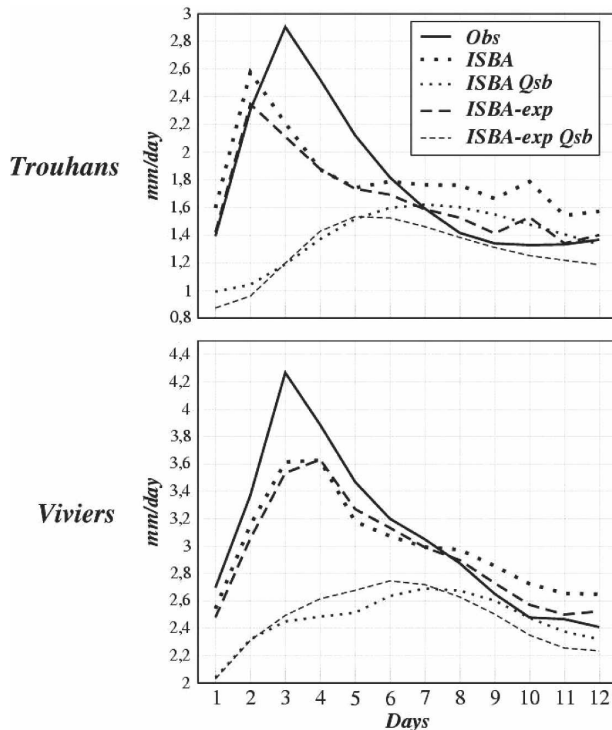 3
2,8
2,6
2,4
2,2
2
1,8
1,6
1,4
1,2
1
0,8
mm/day
Trouhans
Obs
ISBA
ISBA Qsb
ISBA-exp
ISBA-exp Qsb
4,4
4,2
4
3,8
3,6
3,4
3,2
3
2,8
2,6
2,4
2,2
2
mm/day
Viviers
1 2 3 4 5 6 7 8 9 10 11 12
Days